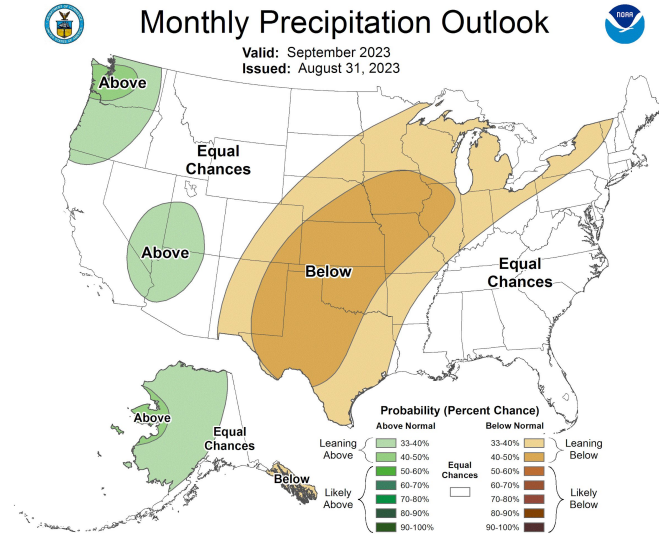 Monthly Precipitation Outlook
NOAA
Valid: September 2023
Issued: August 31, 2023
Above
Equal
Chances
Above
Below
Equal
Chances
Above
Equal
Chances
Below
Probability (Percent Chance)
Above Normal
Below Normal
Leaning
Above
33-40%
40-50%
50-60%
60-70%
70-80%
80-90%
90-100%
Likely
Above
Equal
Chances
33-40%
40-50%
50-60%
60-70%
70-80%
80-90%
90-100%
Leaning
Below
Likely
Below